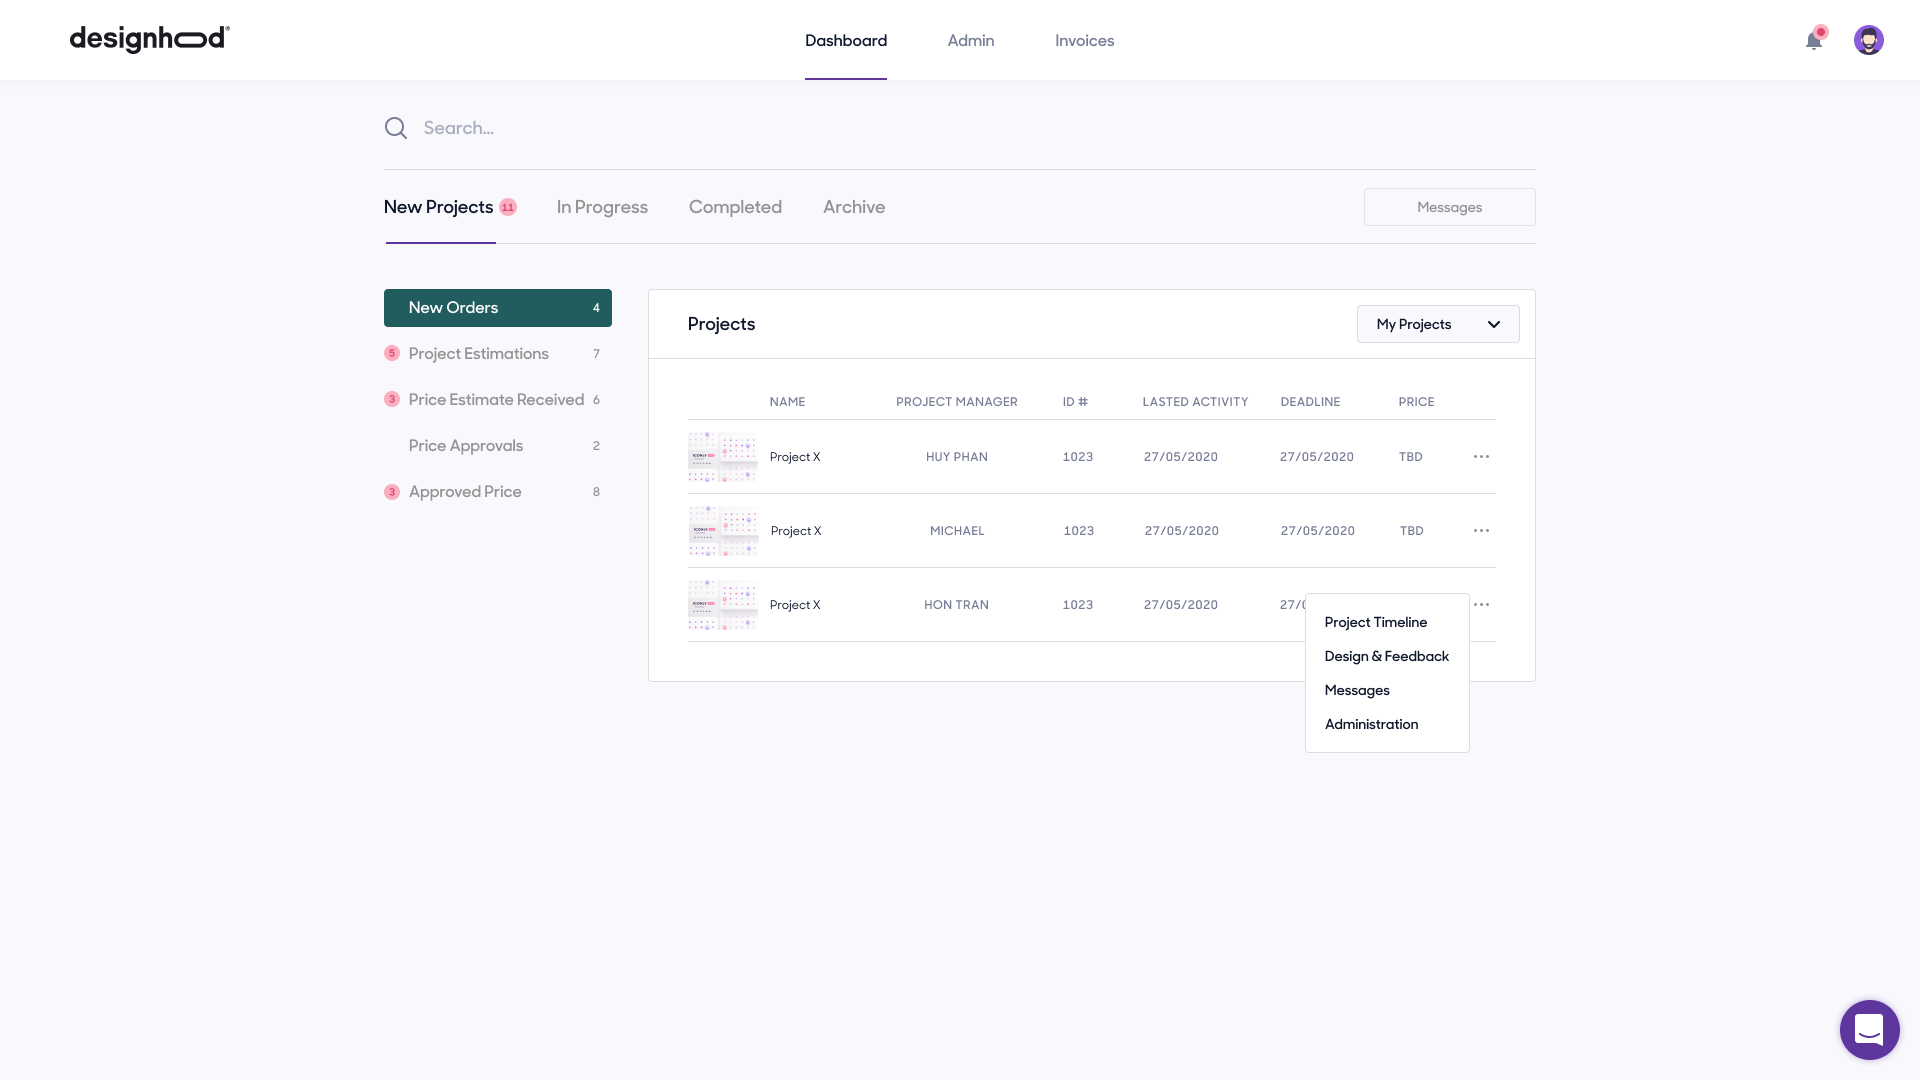 designhood®
Dashboard
Admin
Invoices
Search...
New Projects 11
In Progress
Completed
Archive
Messages
New Orders 4
5 Project Estimations 7
3 Price Estimate Received 6
Price Approvals 2
3 Approved Price 8
Projects
My Projects
NAME PROJECT MANAGER ID # LASTED ACTIVITY DEADLINE PRICE
Project X HUY PHAN 1023 27/05/2020 27/05/2020 TBD
Project X MICHAEL 1023 27/05/2020 27/05/2020 TBD
Project X HON TRAN 1023 27/05/2020 27/0
Project Timeline
Design & Feedback
Messages
Administration